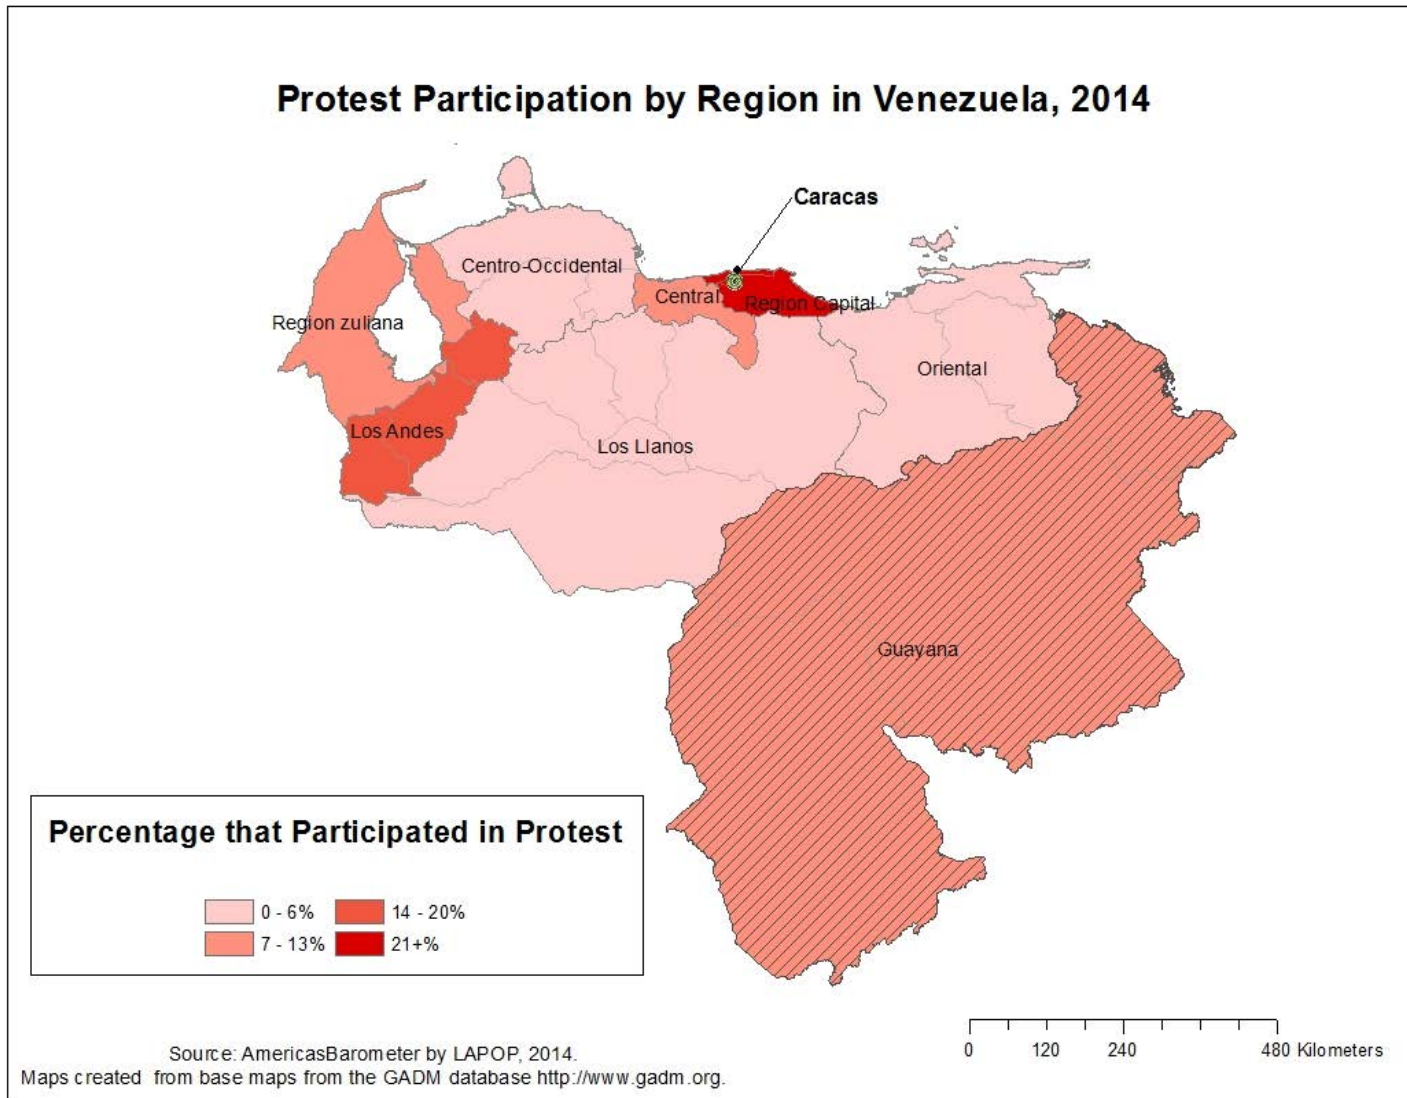 Protest Participation by Region in Venezuela, 2014
Caracas
Centro-Occidental
Central
Region Capital
Region zuliana
Oriental
Los Andes
Los Llanos
Guayana
Percentage that Participated in Protest
0 - 6%
14 - 20%
7 - 13%
21+%
0 120 240 480 Kilometers
Source: AmericasBarometer by LAPOP, 2014.
Maps created from base maps from the GADM database http://www.gadm.org.